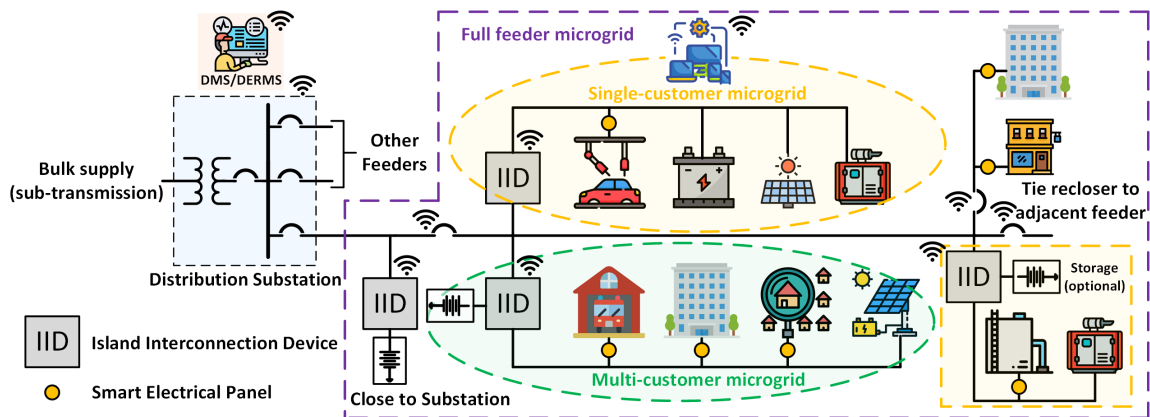 Full feeder microgrid
DMS/DERMS
Single-customer microgrid
Other
Feeders
Bulk supply
(sub-transmission)
IID
Tie recloser to
adjacent feeder
Distribution Substation
IID
IID
IID
Storage
(optional)
IID
Island Interconnection Device
Smart Electrical Panel
Close to Substation
Multi-customer microgrid